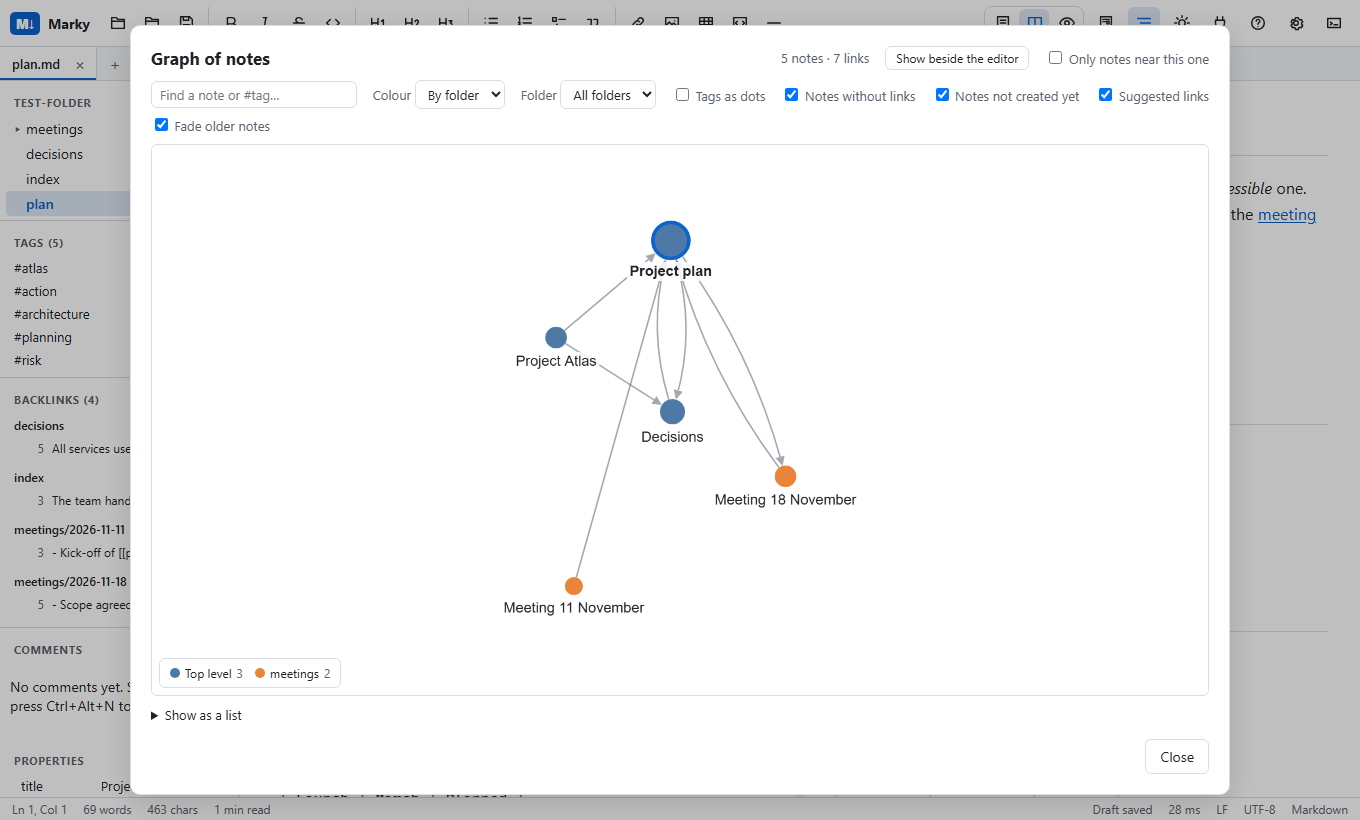 M↓ Marky
B I S <> H1 H2 H3
plan.md × +
Graph of notes
5 notes · 7 links
Show beside the editor
Only notes near this one
Find a note or #tag...
Colour By folder
Folder All folders
Tags as dots
Notes without links
Notes not created yet
Suggested links
Fade older notes
TEST-FOLDER
meetings
decisions
index
plan
TAGS (5)
#atlas
#action
#architecture
#planning
#risk
BACKLINKS (4)
decisions
5 All services use
index
3 The team hand
meetings/2026-11-11
3 - Kick-off of [[p
meetings/2026-11-18
5 - Scope agreed
COMMENTS
No comments yet. S
press Ctrl+Alt+N to
PROPERTIES
title Proje
Project plan
Project Atlas
Decisions
Meeting 18 November
Meeting 11 November
Top level 3 meetings 2
Show as a list
Close
essible one.
the meeting
Ln 1, Col 1 69 words 463 chars 1 min read
Draft saved 28 ms LF UTF-8 Markdown